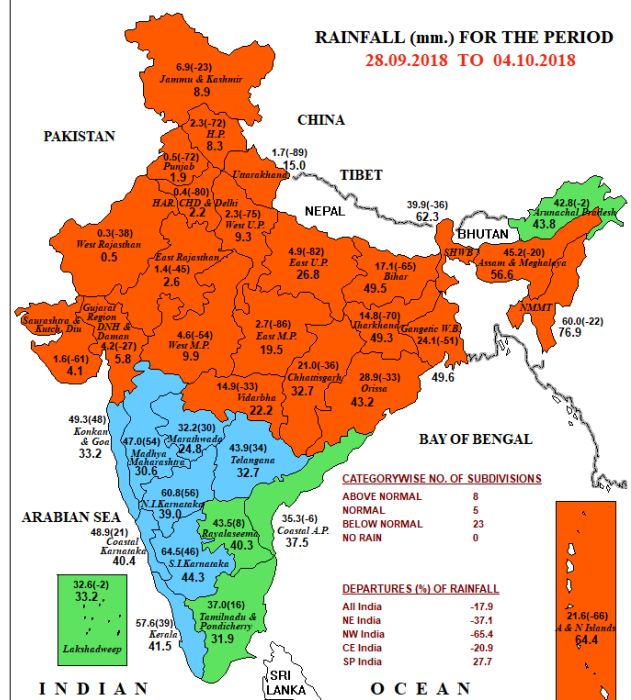 RAINFALL (mm.) FOR THE PERIOD
28.09.2018 TO 04.10.2018
6.9(-23)
Jammu & Kashmir
8.9
CHINA
PAKISTAN
2.3(-72)
H.P.
8.3
0.5(-72)
Punjab
1.9
1.7(-89)
15.0
Uttarakhand
TIBET
0.4(-80)
HAR. CHD & Delhi
2.2
NEPAL
2.3(-75)
West U.P.
9.3
39.9(-36)
62.3
BHUTAN
42.8(-2)
Arunachal Pradesh
43.8
0.3(-38)
West Rajasthan
0.5
East Rajasthan
1.4(-45)
2.6
4.9(-82)
East U.P.
26.8
17.1(-65)
Bihar
49.5
SHWB
45.2(-20)
Assam & Meghalaya
56.6
NMMT
60.0(-22)
76.9
Saurashtra &
Kutch, Diu
1.6(-61)
4.1
Gujarat
Region
DNH &
Daman
4.2(-27)
5.8
4.6(-54)
West M.P.
9.9
2.7(-86)
East M.P.
19.5
14.8(-70)
Jharkhand
49.3
Gangetic W.B.
24.1(-51)
49.6
21.0(-36)
Chhattisgarh
32.7
28.9(-33)
Orissa
43.2
14.9(-33)
Vidarbha
22.2
49.3(48)
Konkan
& Goa
33.2
47.0(54)
Madhya
Maharashtra
30.6
32.2(30)
Marathwada
24.8
43.9(34)
Telangana
32.7
BAY OF BENGAL
60.8(56)
N.I.Karnataka
39.0
ARABIAN SEA
48.9(21)
Coastal
Karnataka
40.4
43.5(8)
Rayalaseema
40.3
35.3(-6)
Coastal A.P.
37.5
64.5(46)
S.I.Karnataka
44.3
CATEGORYWISE NO. OF SUBDIVISIONS
ABOVE NORMAL 8
NORMAL 5
BELOW NORMAL 23
NO RAIN 0
32.6(-2)
33.2
Lakshadweep
57.6(39)
Kerala
41.5
37.0(16)
Tamilnadu &
Pondicherry
31.9
DEPARTURES (%) OF RAINFALL
All India -17.9
NE India -37.1
NW India -65.4
CE India -20.9
SP India 27.7
21.6(-66)
A & N Islands
64.4
SRI
LANKA
INDIAN OCEAN